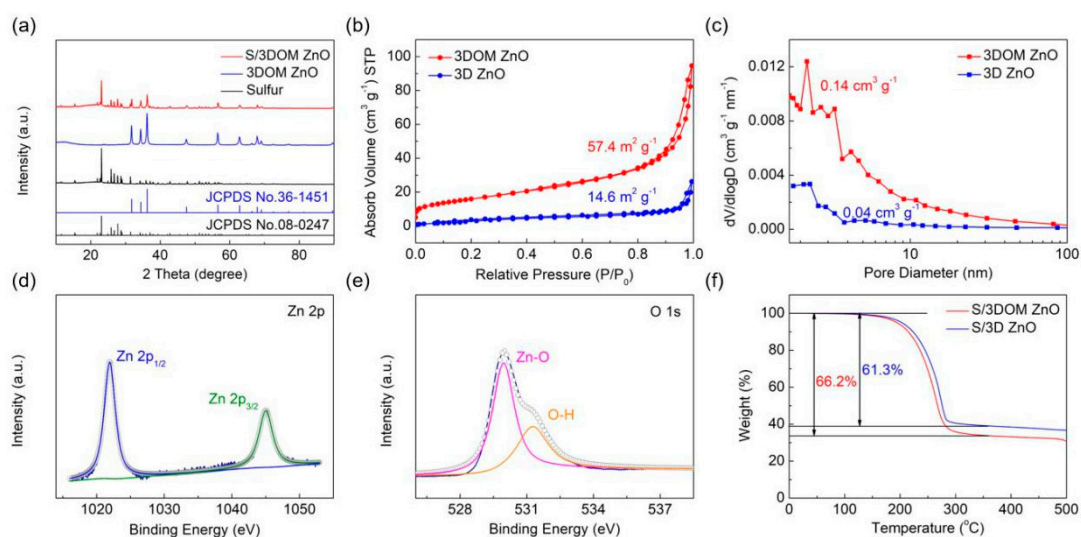 (a)
S/3DOM ZnO
3DOM ZnO
Sulfur
JCPDS No.36-1451
JCPDS No.08-0247
Intensity (a.u.)
20 40 60 80
2 Theta (degree)
(b)
3DOM ZnO
3D ZnO
57.4 m² g⁻¹
14.6 m² g⁻¹
Absorb Volume (cm³ g⁻¹) STP
100
80
60
40
20
0
0.0 0.2 0.4 0.6 0.8 1.0
Relative Pressure (P/P₀)
(c)
3DOM ZnO
3D ZnO
0.14 cm³ g⁻¹
0.04 cm³ g⁻¹
dV/dlogD (cm³ g⁻¹ nm⁻¹)
0.012
0.008
0.004
0.000
10 100
Pore Diameter (nm)
(d)
Zn 2p
Zn 2p₁/₂
Zn 2p₃/₂
Intensity (a.u.)
1020 1030 1040 1050
Binding Energy (eV)
(e)
O 1s
Zn-O
O-H
Intensity (a.u.)
528 531 534 537
Binding Energy (eV)
(f)
S/3DOM ZnO
S/3D ZnO
66.2%
61.3%
Weight (%)
100
80
60
40
20
0
0 100 200 300 400 500
Temperature (°C)